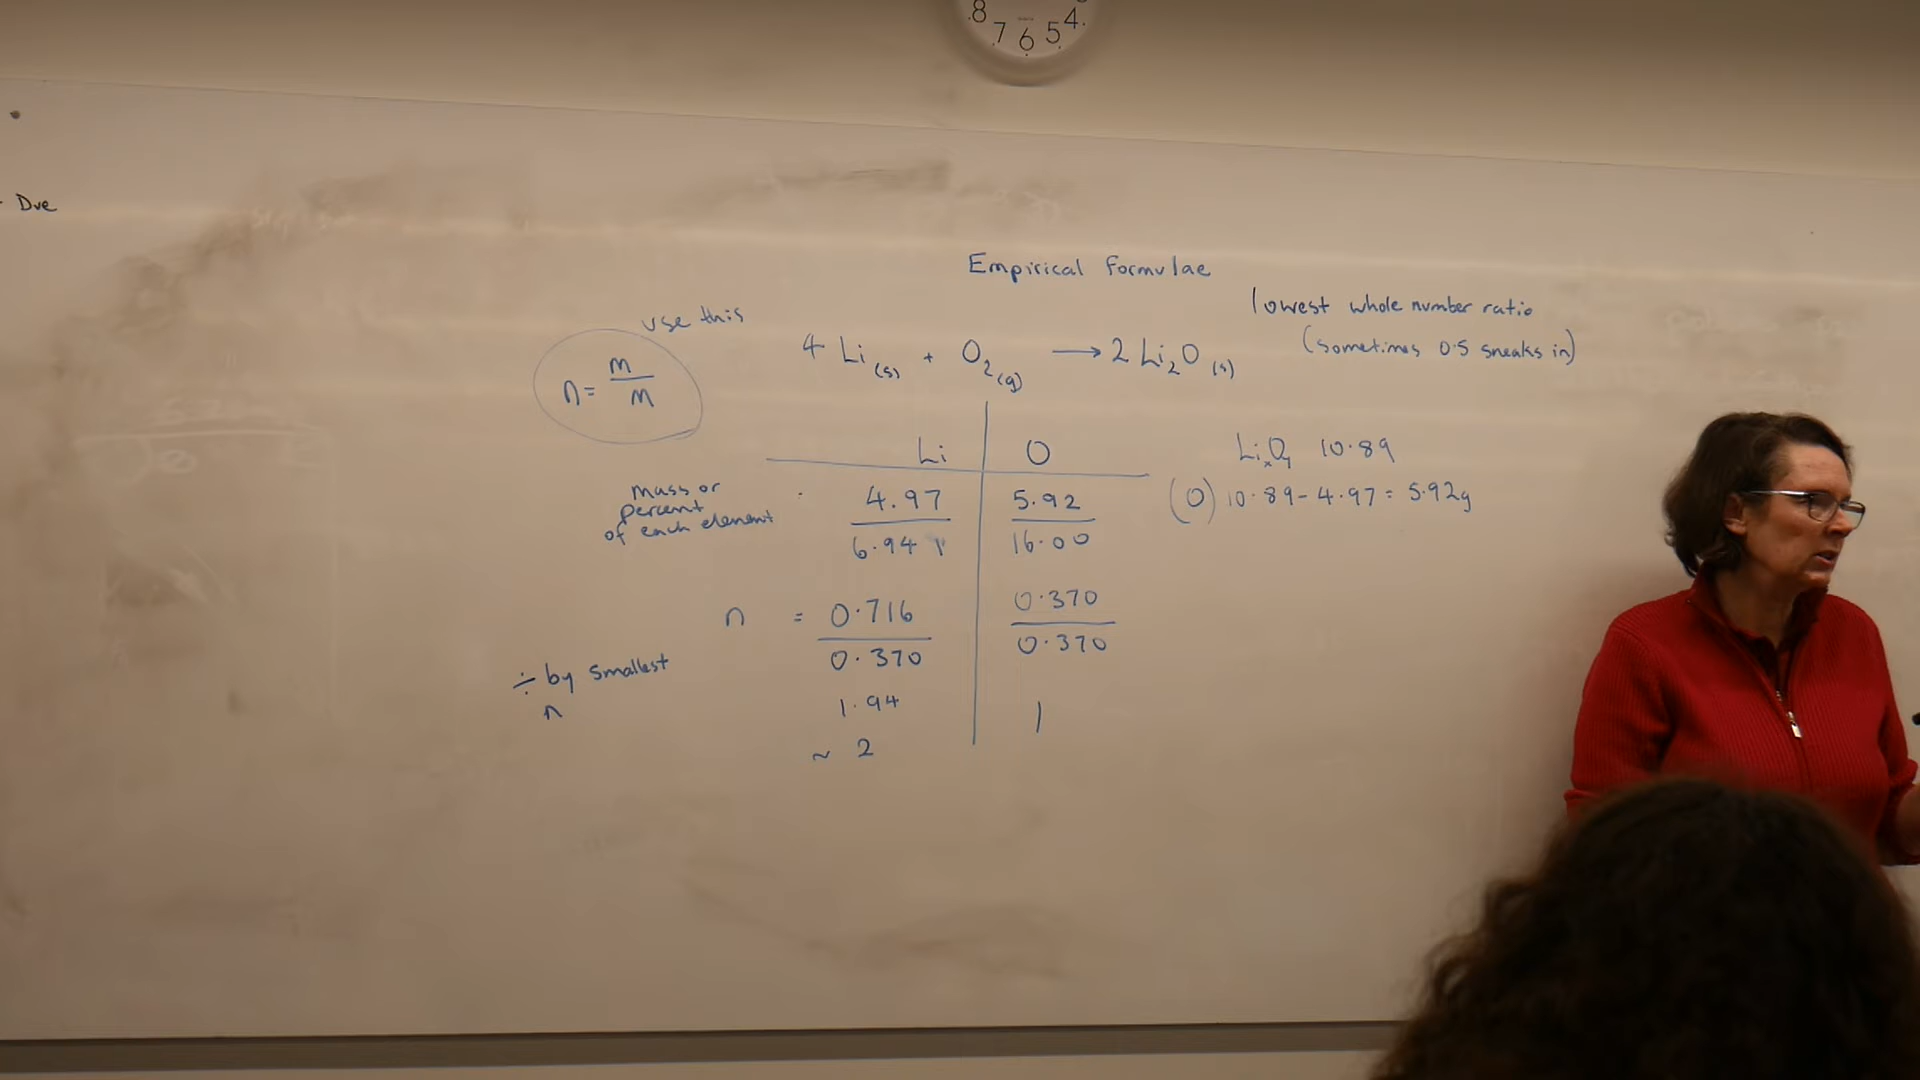 8 7 6 5 4
- Due
Empirical formulae
use this
lowest whole number ratio
(sometimes 0.5 sneaks in)
n = m/m
4 Li (s) + O2 (g) → 2 Li2O (s)
Li | O
LixOy 10.89
mass or
percent
of each element
4.97/6.941 | 5.92/16.00
(O) 10.89 - 4.97 = 5.92g
n = 0.716/0.370 | 0.370/0.370
÷ by smallest
n
1.94 | 1
~ 2